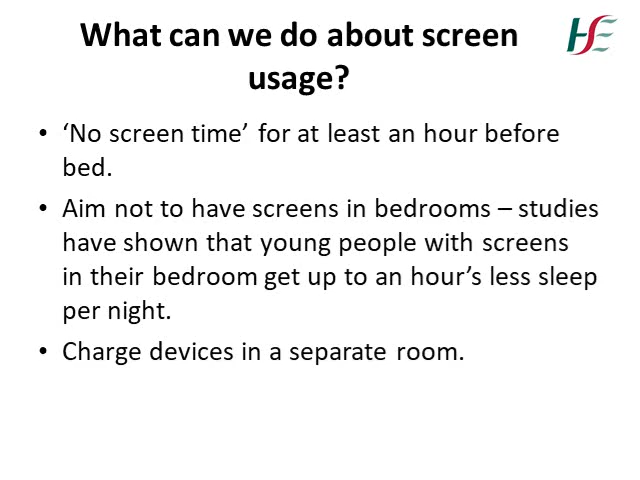 What can we do about screen
usage?
HSE
• ‘No screen time’ for at least an hour before
bed.
• Aim not to have screens in bedrooms – studies
have shown that young people with screens
in their bedroom get up to an hour’s less sleep
per night.
• Charge devices in a separate room.